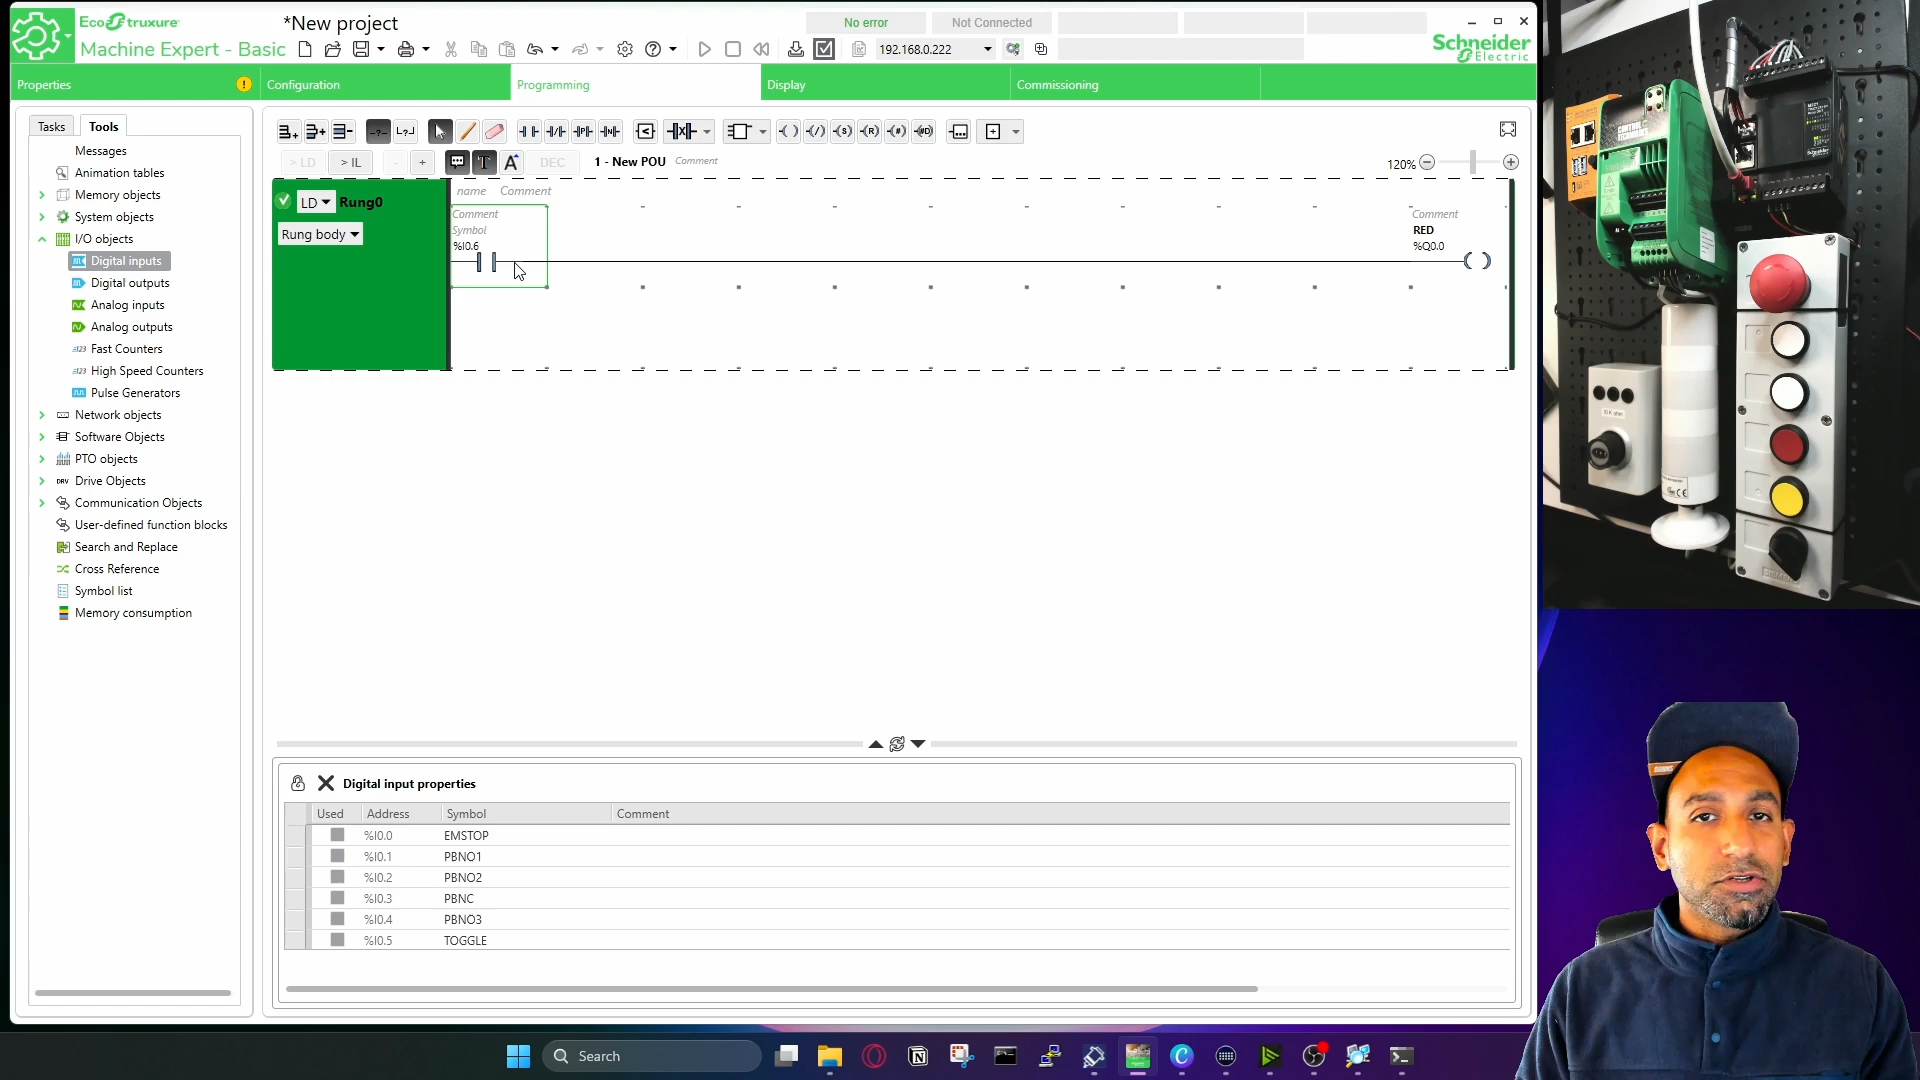 EcoStruxure
Machine Expert - Basic
*New project
No error
Not Connected
Schneider
Electric
192.168.0.222
Properties
Configuration
Programming
Display
Commissioning
Tasks
Tools
Messages
Animation tables
Memory objects
System objects
I/O objects
Digital inputs
Digital outputs
Analog inputs
Analog outputs
Fast Counters
High Speed Counters
Pulse Generators
Network objects
Software Objects
PTO objects
DRV Drive Objects
Communication Objects
User-defined function blocks
Search and Replace
Cross Reference
Symbol list
Memory consumption
> LD
> IL
-
+
T
A
DEC
1 - New POU
Comment
120%
LD
Rung0
Rung body
name Comment
Comment
Symbol
%I0.6
Comment
RED
%Q0.0
Digital input properties
Used Address Symbol Comment
%I0.0 EMSTOP
%I0.1 PBNO1
%I0.2 PBNO2
%I0.3 PBNC
%I0.4 PBNO3
%I0.5 TOGGLE
Search